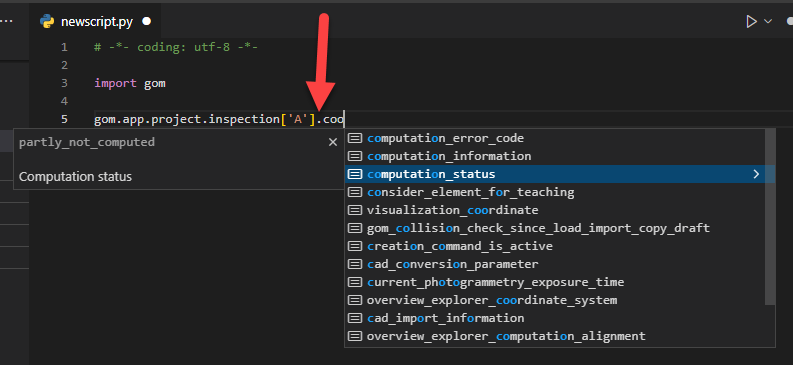 newscript.py
1 # -*- coding: utf-8 -*-
2
3 import gom
4
5 gom.app.project.inspection['A'].coo
partly_not_computed
Computation status
computation_error_code
computation_information
computation_status
consider_element_for_teaching
visualization_coordinate
gom_collision_check_since_load_import_copy_draft
creation_command_is_active
cad_conversion_parameter
current_photogrammetry_exposure_time
overview_explorer_coordinate_system
cad_import_information
overview_explorer_computation_alignment